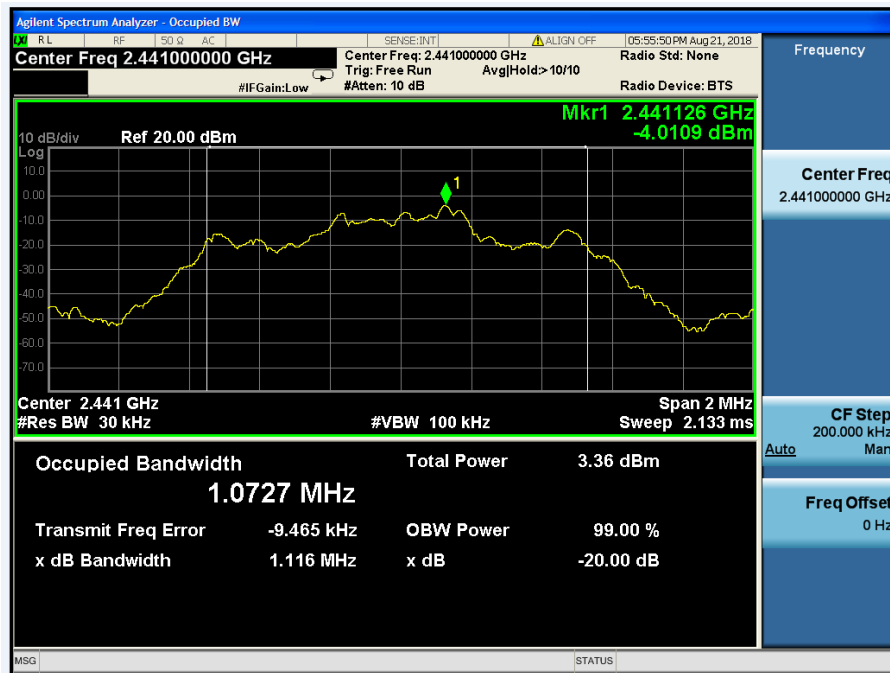 Agilent Spectrum Analyzer - Occupied BW
LXI RL RF 50 Ω AC SENSE:INT ALIGN OFF 05:55:50 PM Aug 21, 2018
Center Freq 2.441000000 GHz
Center Freq: 2.441000000 GHz Radio Std: None
Trig: Free Run Avg|Hold:> 10/10
#IFGain:Low #Atten: 10 dB Radio Device: BTS
Frequency
Mkr1 2.441126 GHz
-4.0109 dBm
10 dB/div Ref 20.00 dBm
Log
10.0
0.00
-10.0
-20.0
-30.0
-40.0
-50.0
-60.0
-70.0
1
Center 2.441 GHz Span 2 MHz
#Res BW 30 kHz #VBW 100 kHz Sweep 2.133 ms
Occupied Bandwidth Total Power 3.36 dBm
1.0727 MHz
Transmit Freq Error -9.465 kHz OBW Power 99.00 %
x dB Bandwidth 1.116 MHz x dB -20.00 dB
Center Freq
2.441000000 GHz
CF Step
200.000 kHz
Auto Man
Freq Offset
0 Hz
MSG STATUS